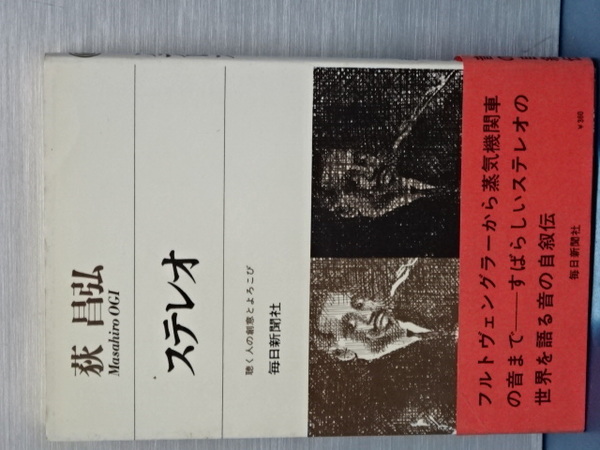 荻 昌弘
Masahiro OGI
ステレオ
聴く人の創意とよろこび
毎日新聞社
フルトヴェングラーから蒸気機関車
の音まで──すばらしいステレオの
世界を語る音の自叙伝
毎日新聞社